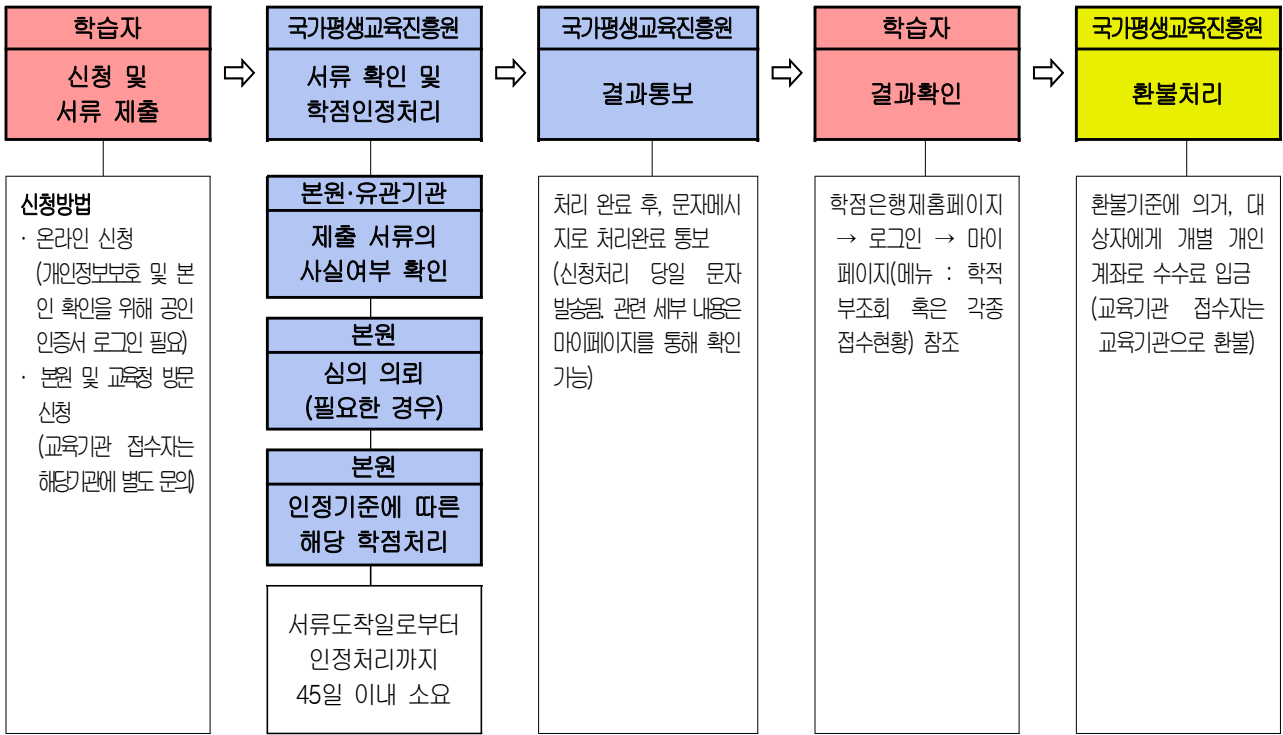 학습자
신청 및
서류 제출
국가평생교육진흥원
서류 확인 및
학점인정처리
국가평생교육진흥원
결과통보
학습자
결과확인
국가평생교육진흥원
환불처리
신청방법
· 온라인 신청
(개인정보보호 및 본
인 확인을 위해 공인
인증서 로그인 필요)
· 본원 및 교육청 방문
신청
(교육기관 접수자는
해당기관에 별도 문의)
본원·유관기관
제출 서류의
사실여부 확인
본원
심의 의뢰
(필요한 경우)
본원
인정기준에 따른
해당 학점처리
서류도착일로부터
인정처리까지
45일 이내 소요
처리 완료 후, 문자메시
지로 처리완료 통보
(신청처리 당일 문자
발송됨. 관련 세부 내용은
마이페이지를 통해 확인
가능)
학점은행제홈페이지
→ 로그인 → 마이
페이지(메뉴 : 학적
부조회 혹은 각종
접수현황) 참조
환불기준에 의거, 대
상자에게 개별 개인
계좌로 수수료 입금
(교육기관 접수자는
교육기관으로 환불)